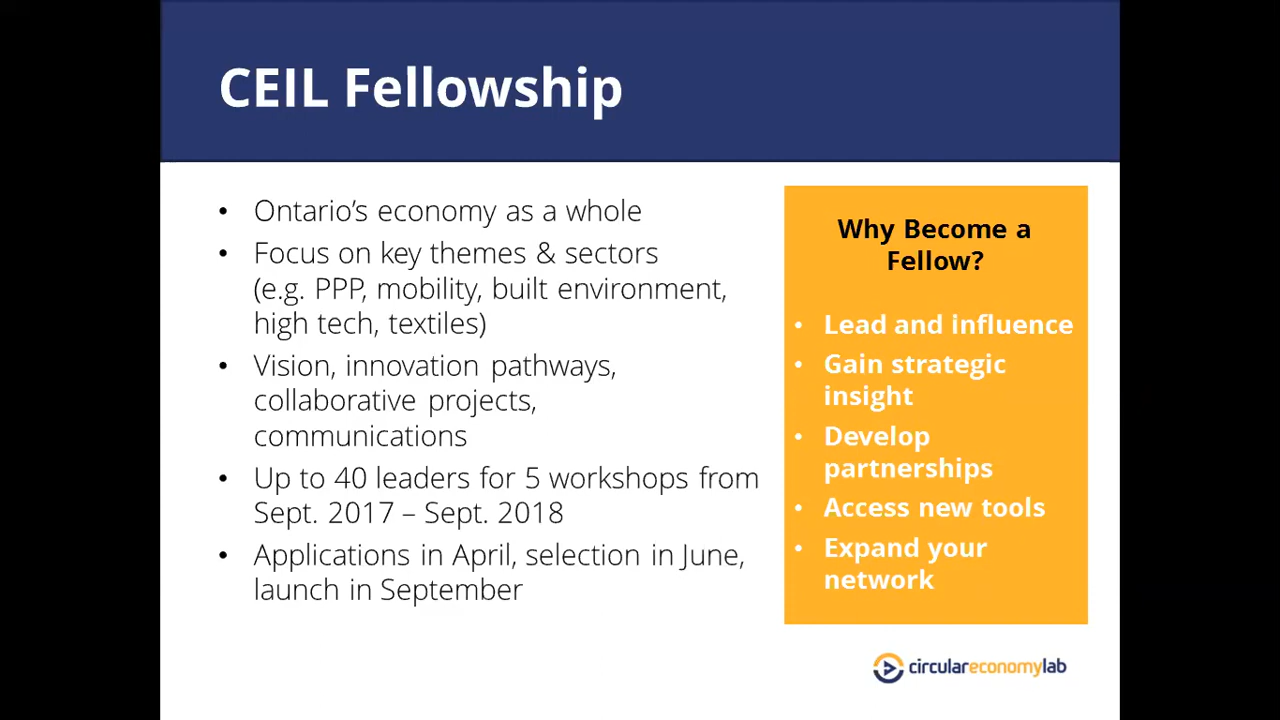 CEIL Fellowship
• Ontario’s economy as a whole
• Focus on key themes & sectors
(e.g. PPP, mobility, built environment,
high tech, textiles)
• Vision, innovation pathways,
collaborative projects,
communications
• Up to 40 leaders for 5 workshops from
Sept. 2017 – Sept. 2018
• Applications in April, selection in June,
launch in September
Why Become a
Fellow?
• Lead and influence
• Gain strategic
insight
• Develop
partnerships
• Access new tools
• Expand your
network
circulareconomylab